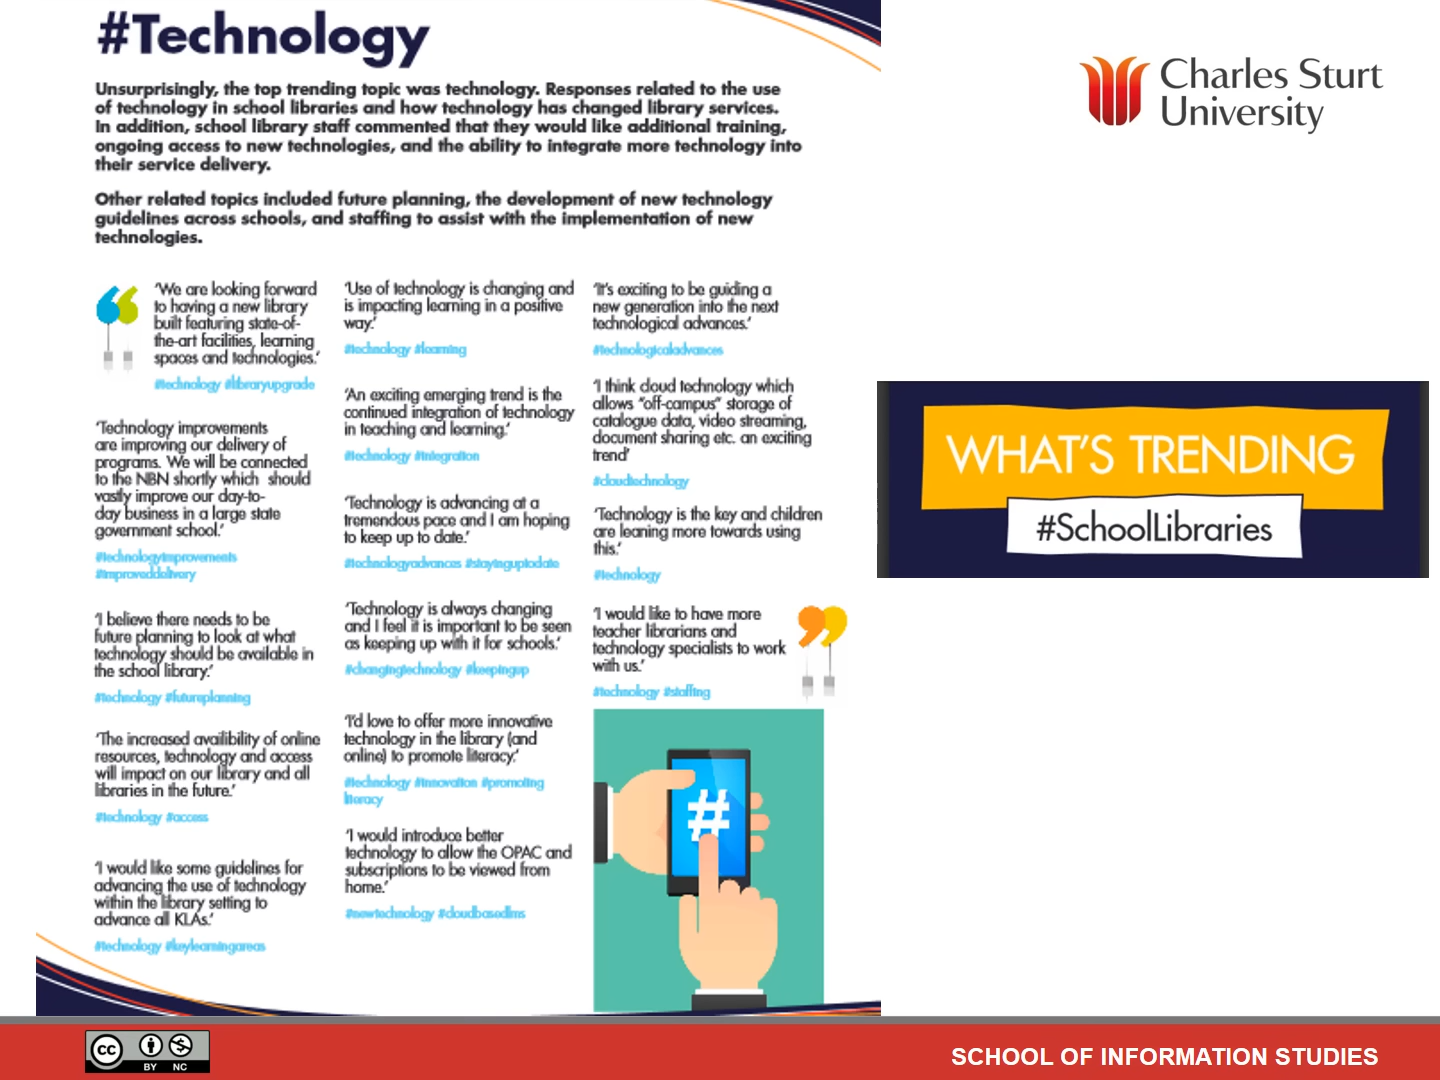 #Technology
Unsurprisingly, the top trending topic was technology. Responses related to the use
of technology in school libraries and how technology has changed library services.
In addition, school library staff commented that they would like additional training,
ongoing access to new technologies, and the ability to integrate more technology into
their service delivery.
Other related topics included future planning, the development of new technology
guidelines across schools, and staffing to assist with the implementation of new
technologies.
'We are looking forward
to having a new library
built featuring state-of-
the-art facilities, learning
spaces and technologies.'
#technology #libraryupgrade
'Technology improvements
are improving our delivery of
programs. We will be connected
to the NBN shortly which should
vastly improve our day-to-
day business in a large state
government school.'
#technologyimprovements
#improveddelivery
'I believe there needs to be
future planning to look at what
technology should be available in
the school library.'
#technology #futureplanning
'The increased availibility of online
resources, technology and access
will impact on our library and all
libraries in the future.'
#technology #access
'I would like some guidelines for
advancing the use of technology
within the library setting to
advance all KLAs.'
#technology #keylearningareas
'Use of technology is changing and
is impacting learning in a positive
way.'
#technology #learning
'An exciting emerging trend is the
continued integration of technology
in teaching and learning.'
#technology #integration
'Technology is advancing at a
tremendous pace and I am hoping
to keep up to date.'
#technologyadvances #stayinguptodate
'Technology is always changing
and I feel it is important to be seen
as keeping up with it for schools.'
#changingtechnology #keepingup
'I'd love to offer more innovative
technology in the library (and
online) to promote literacy.'
#technology #innovation #promoting
literacy
'I would introduce better
technology to allow the OPAC and
subscriptions to be viewed from
home.'
#newtechnology #cloudbasedlms
'It's exciting to be guiding a
new generation into the next
technological advances.'
#technologicaladvances
'I think cloud technology which
allows "off-campus" storage of
catalogue data, video streaming,
document sharing etc. an exciting
trend'
#cloudtechnology
'Technology is the key and children
are leaning more towards using
this.'
#technology
'I would like to have more
teacher librarians and
technology specialists to work
with us.'
#technology #staffing
#
Charles Sturt
University
WHAT'S TRENDING
#SchoolLibraries
CC BY NC
SCHOOL OF INFORMATION STUDIES